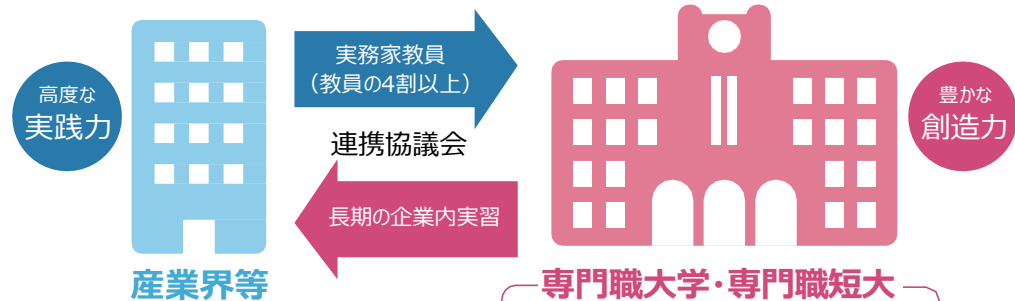 高度な
実践力
実務家教員
（教員の4割以上）
連携協議会
長期の企業内実習
豊かな
創造力
産業界等
専門職大学・専門職短大